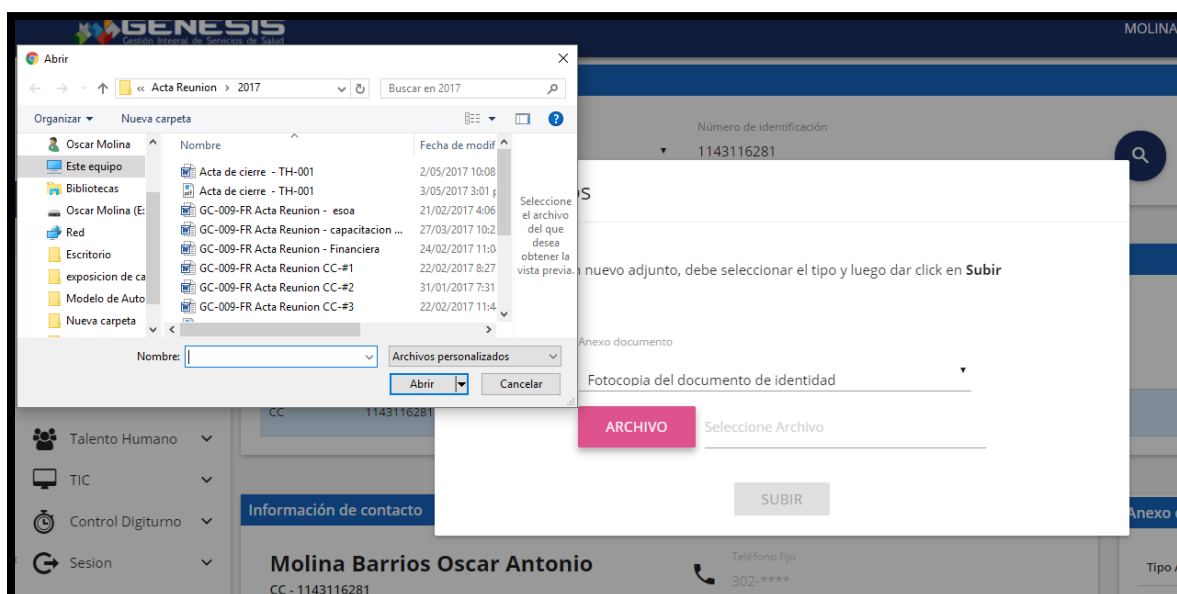 GENESIS
Gestión Integral de Servicios de Salud
MOLINA
Abrir
« Acta Reunion › 2017
Buscar en 2017
Organizar
Nueva carpeta
Oscar Molina
Este equipo
Bibliotecas
Oscar Molina (E:
Red
Escritorio
exposicion de ca
Modelo de Auto
Nueva carpeta
Nombre
Fecha de modif
Acta de cierre - TH-001
2/05/2017 10:08
Acta de cierre - TH-001
3/05/2017 3:01 p
GC-009-FR Acta Reunion - esoa
21/02/2017 4:06
GC-009-FR Acta Reunion - capacitacion ...
27/03/2017 10:2
GC-009-FR Acta Reunion - Financiera
24/02/2017 11:0
GC-009-FR Acta Reunion CC-#1
22/02/2017 8:27
GC-009-FR Acta Reunion CC-#2
31/01/2017 7:31
GC-009-FR Acta Reunion CC-#3
22/02/2017 11:4
Seleccione
el archivo
del que
desea
obtener la
vista previa.
Nombre:
Archivos personalizados
Abrir
Cancelar
Número de identificación
1143116281
os
n nuevo adjunto, debe seleccionar el tipo y luego dar click en Subir
Anexo documento
Fotocopia del documento de identidad
ARCHIVO
Seleccione Archivo
SUBIR
CC
1143116281
Talento Humano
TIC
Control Digiturno
Sesion
Información de contacto
Molina Barrios Oscar Antonio
CC - 1143116281
Teléfono fijo
302-****
Anexo
Tipo